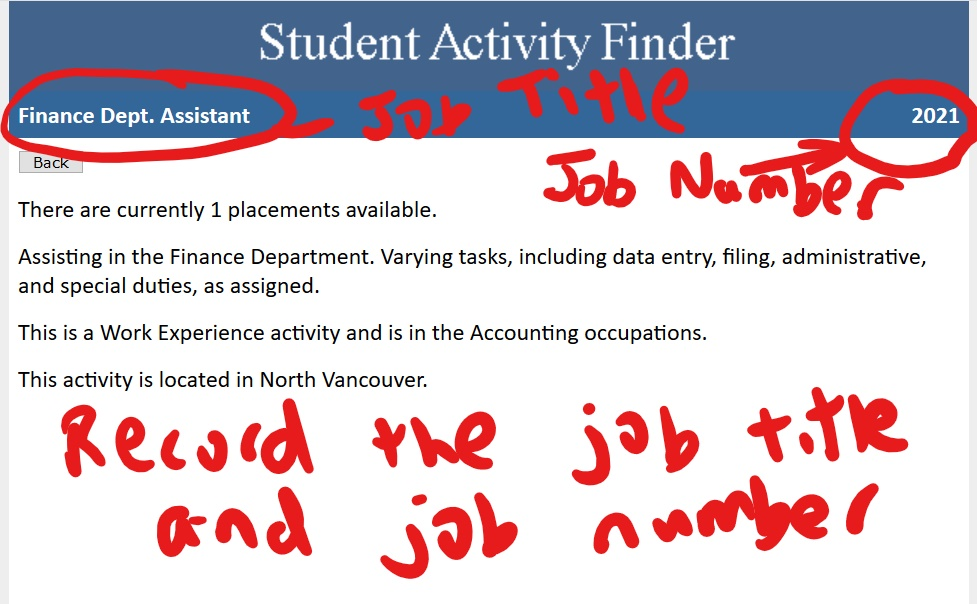 Student Activity Finder
Finance Dept. Assistant
Job Title
2021
Job Number
Back
There are currently 1 placements available.
Assisting in the Finance Department. Varying tasks, including data entry, filing, administrative,
and special duties, as assigned.
This is a Work Experience activity and is in the Accounting occupations.
This activity is located in North Vancouver.
Record the job title
and job number